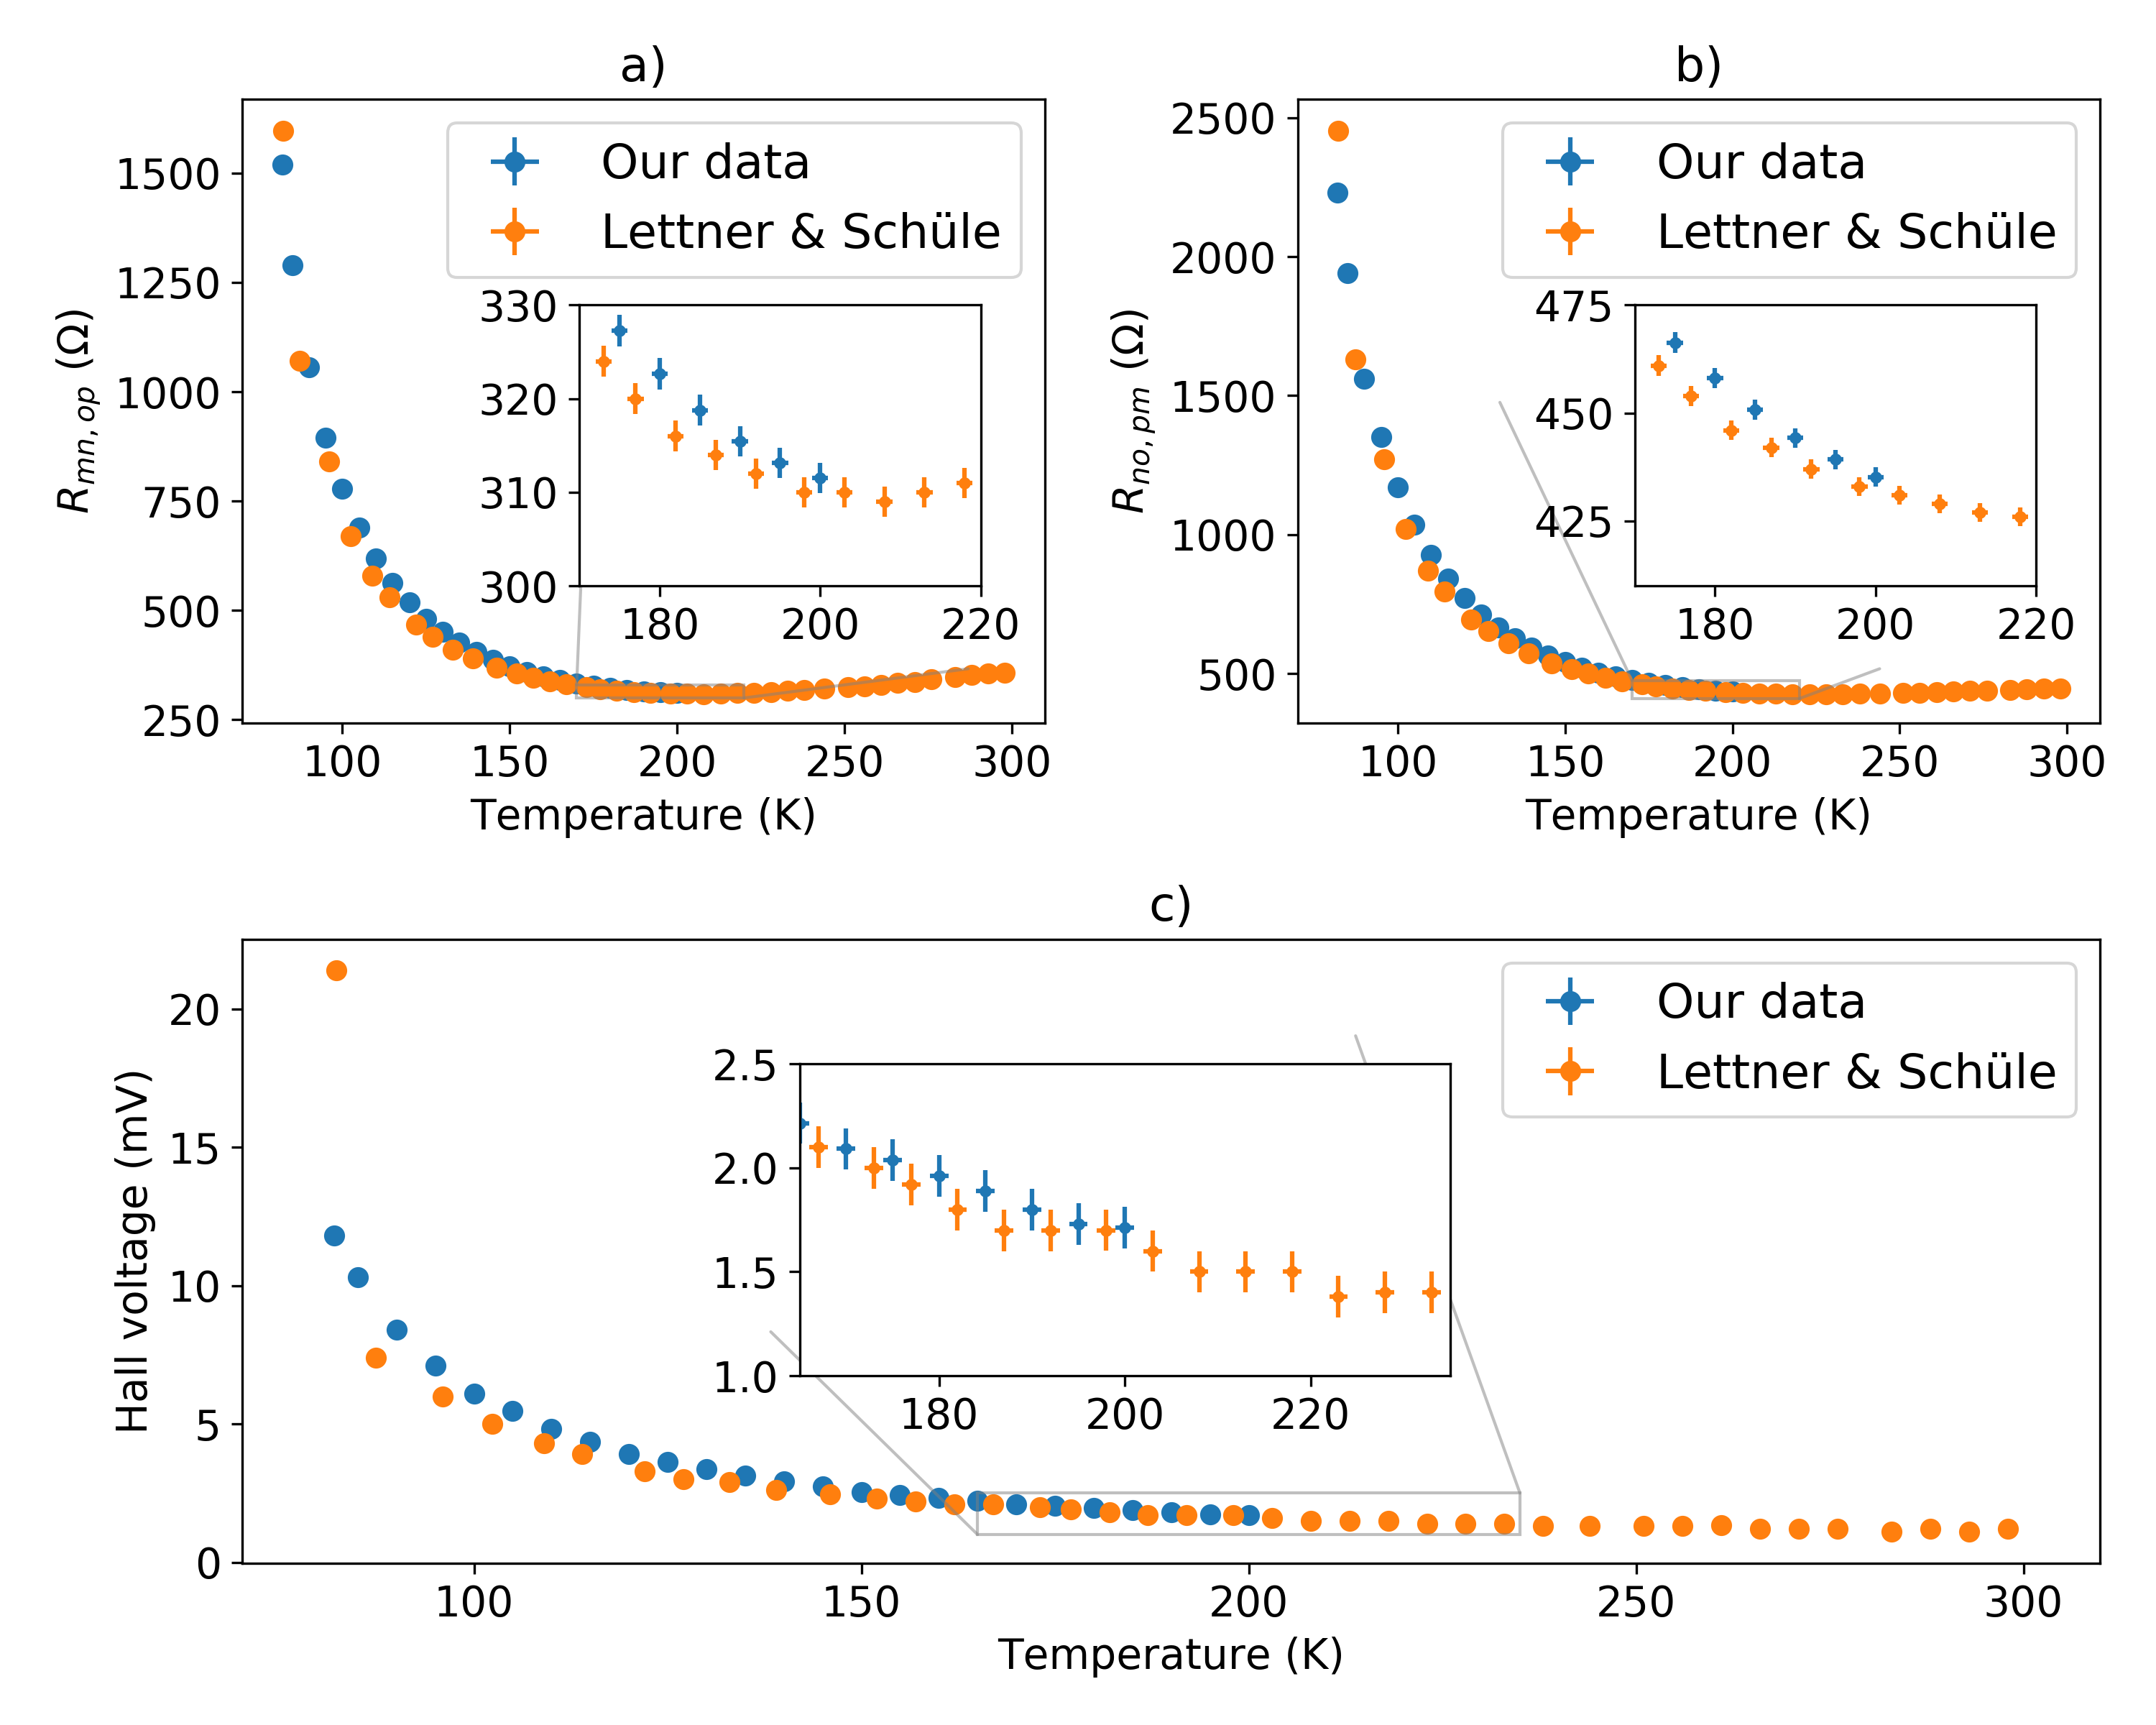 a)
1500
1250
1000
750
500
250
R_{mn, op} (Ω)
Our data
Lettner & Schüle
330
320
310
300
180 200 220
100 150 200 250 300
Temperature (K)
b)
2500
2000
1500
1000
500
R_{no, pm} (Ω)
Our data
Lettner & Schüle
475
450
425
180 200 220
100 150 200 250 300
Temperature (K)
c)
20
15
10
5
0
Hall voltage (mV)
Our data
Lettner & Schüle
2.5
2.0
1.5
1.0
180 200 220
100 150 200 250 300
Temperature (K)